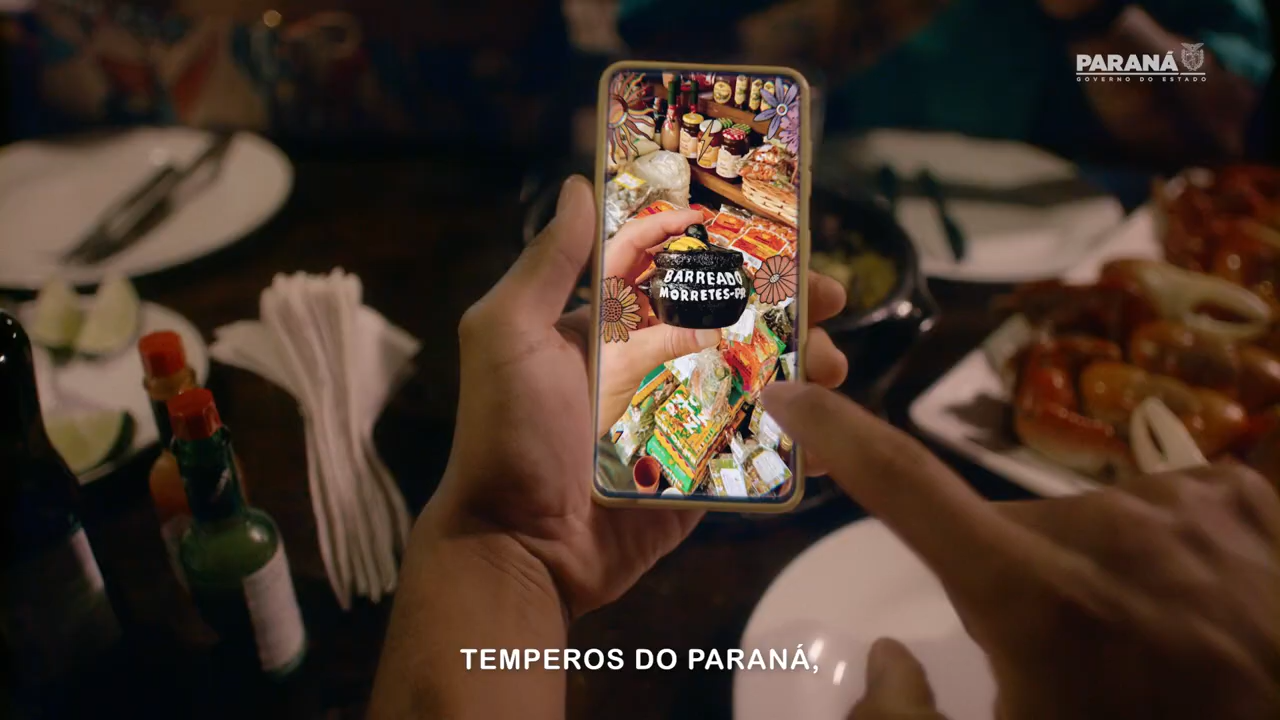 PARANÁ
GOVERNO DO ESTADO
BARREADO
MORRETES-PR
TEMPEROS DO PARANÁ,